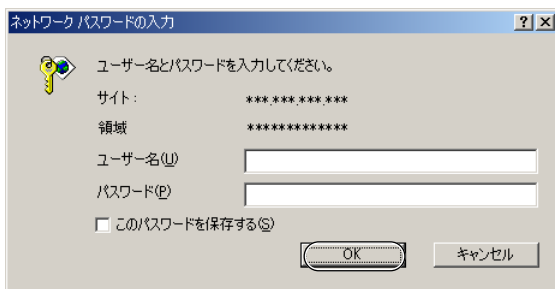 ネットワーク パスワードの入力
ユーザー名とパスワードを入力してください。
サイト： ***.***.***.***
領域 *************
ユーザー名(U)
パスワード(P)
このパスワードを保存する(S)
OK キャンセル